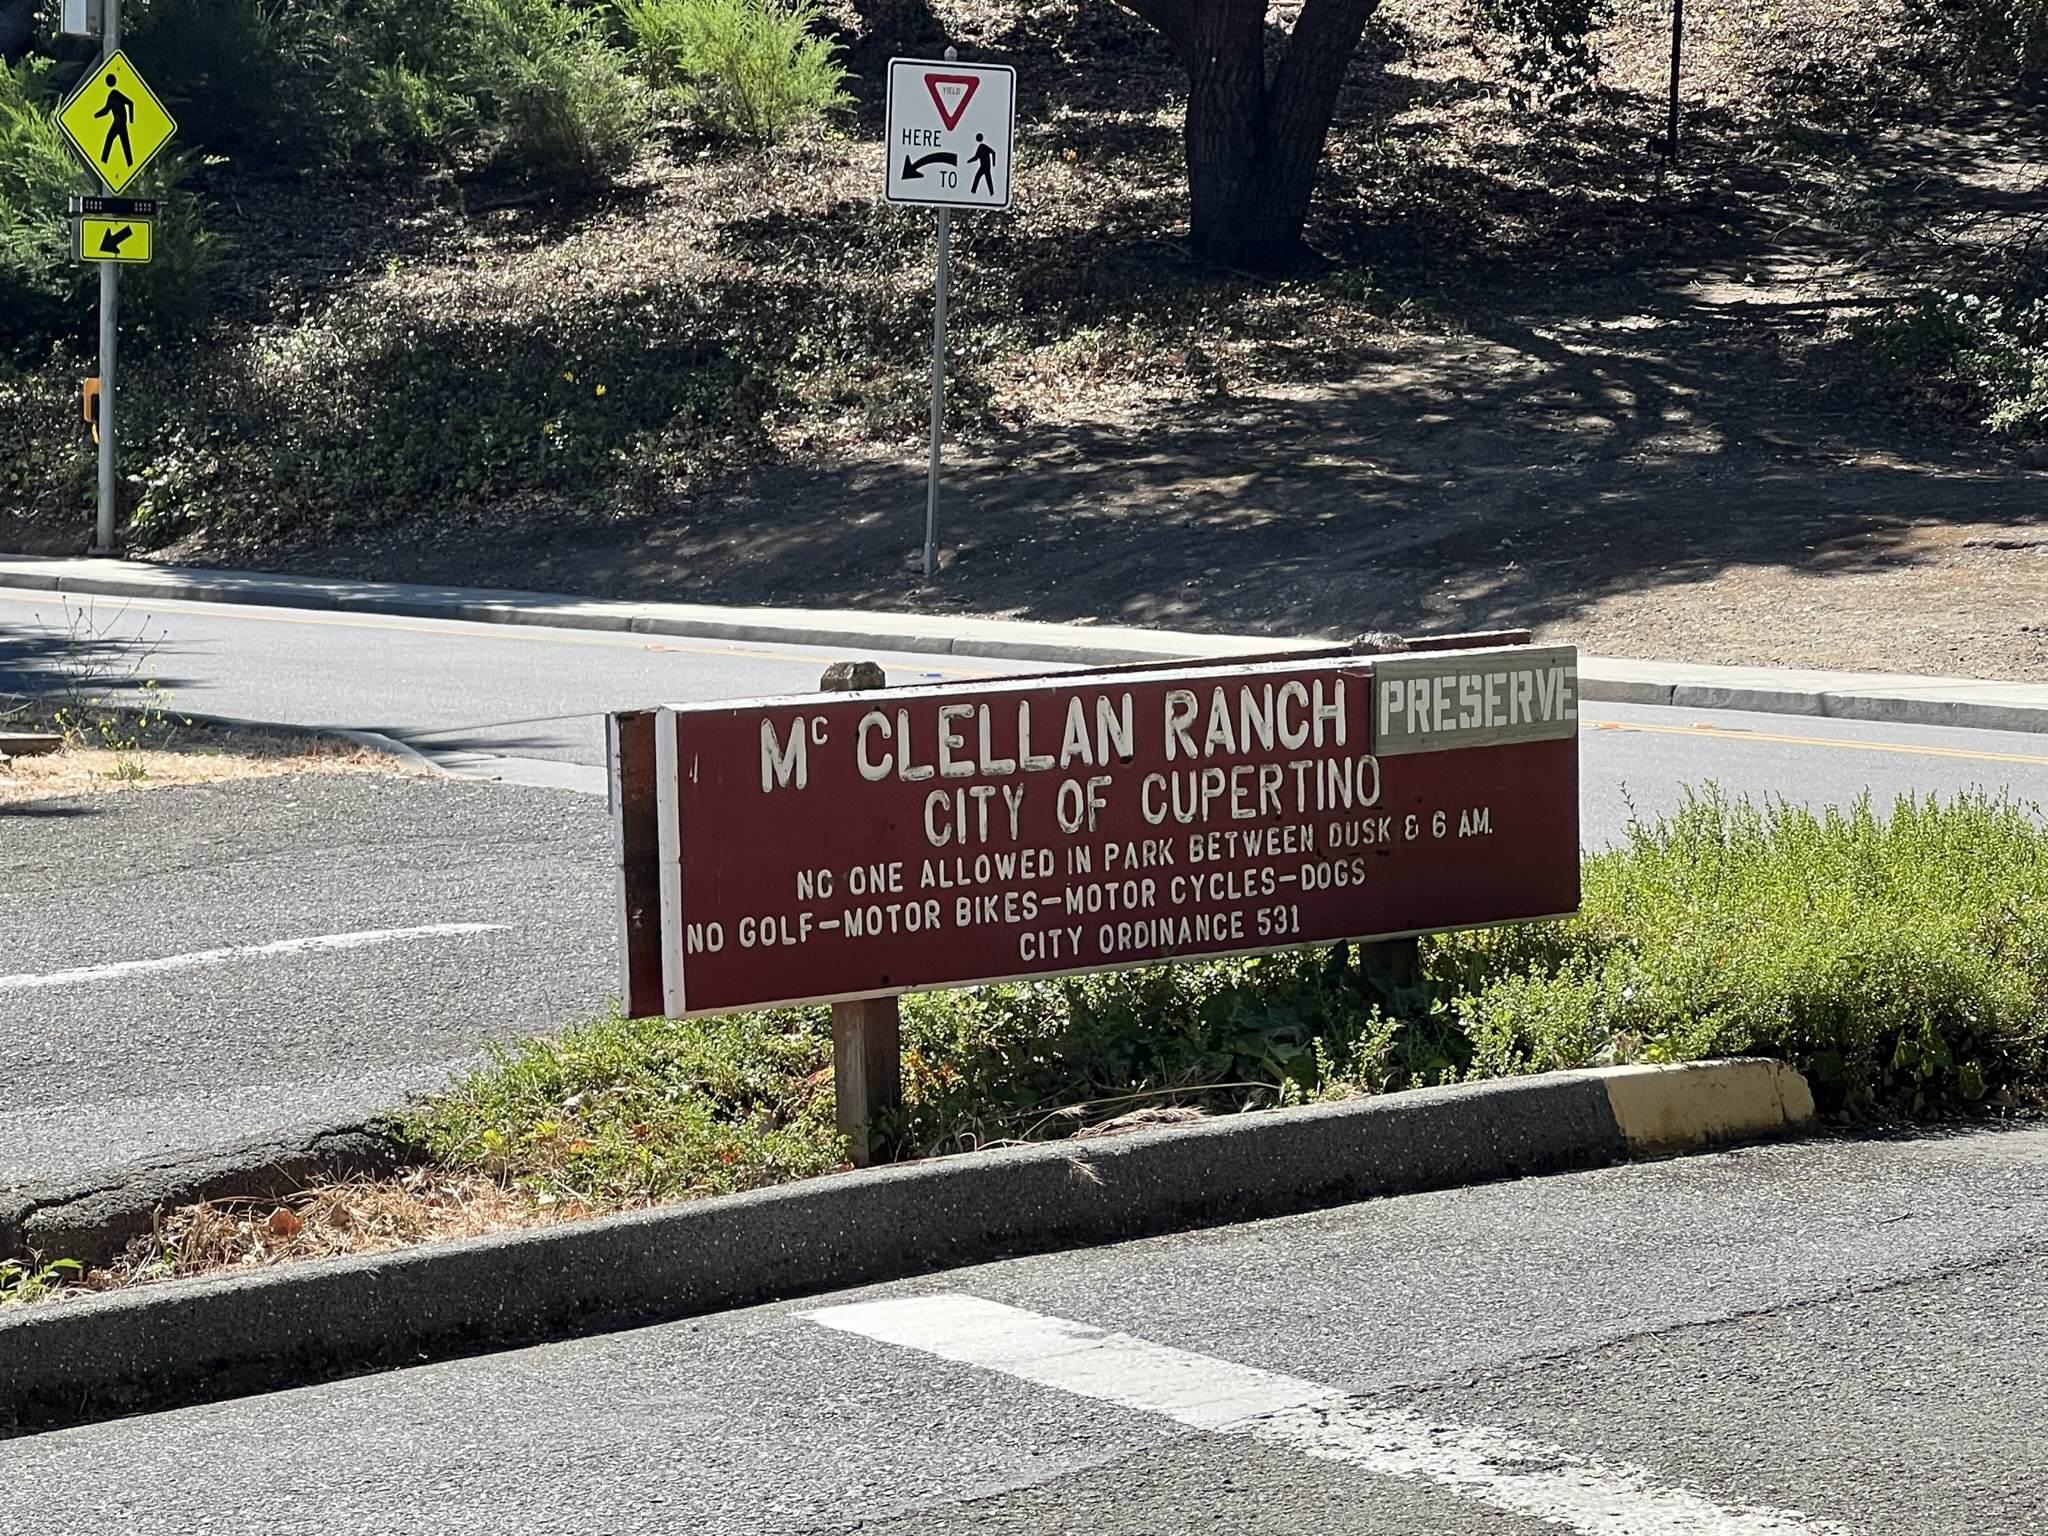 YIELD
HERE
TO
Mc CLELLAN RANCH PRESERVE
CITY OF CUPERTINO
NO ONE ALLOWED IN PARK BETWEEN DUSK & 6 A.M.
NO GOLF-MOTOR BIKES-MOTOR CYCLES-DOGS
CITY ORDINANCE 531